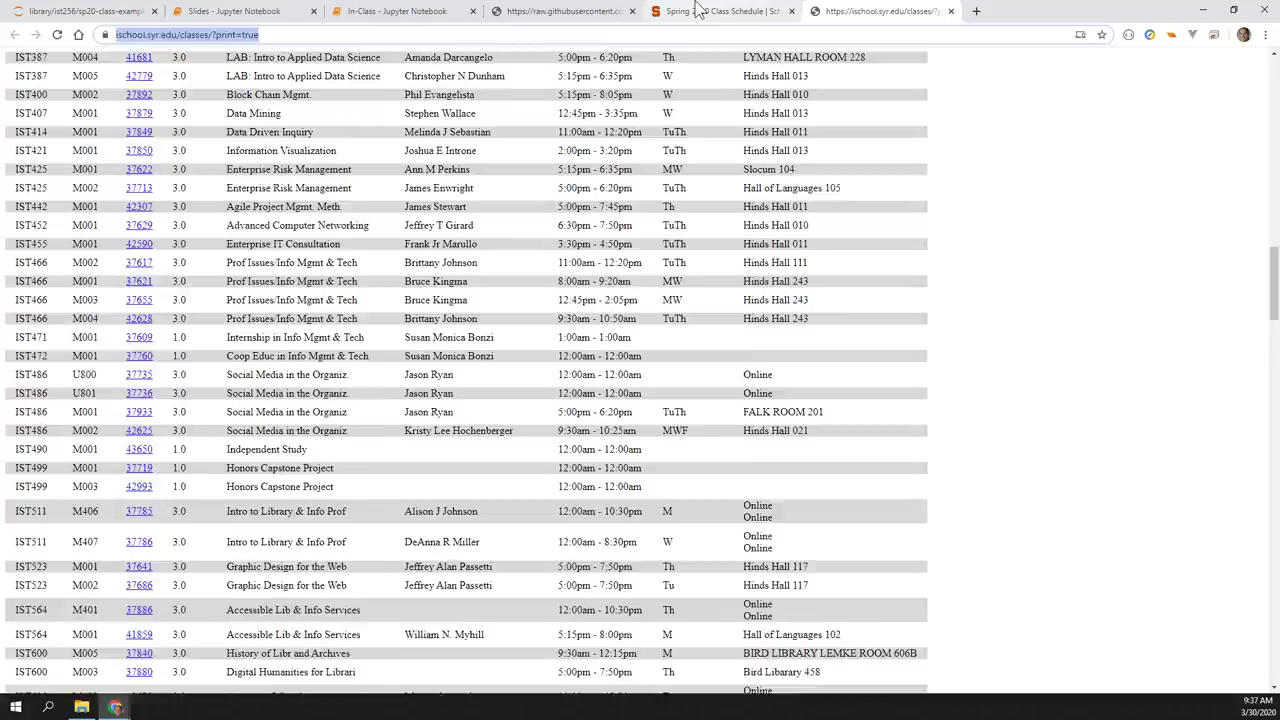 library/ist256/sp20-class-exampl
Slides - Jupyter Notebook
In-Class - Jupyter Notebook
https://raw.githubusercontent.co
Class Schedule | Sch
https://ischool.syr.edu/classes/?p
ischool.syr.edu/classes/?print=true
IST387 M004 41681 3.0 LAB: Intro to Applied Data Science Amanda Darcangelo 5:00pm - 6:20pm Th LYMAN HALL ROOM 228
IST387 M005 42779 3.0 LAB: Intro to Applied Data Science Christopher N Dunham 5:15pm - 6:35pm W Hinds Hall 013
IST400 M002 37892 3.0 Block Chain Mgmt. Phil Evangelista 5:15pm - 8:05pm W Hinds Hall 010
IST407 M001 37879 3.0 Data Mining Stephen Wallace 12:45pm - 3:35pm W Hinds Hall 013
IST414 M001 37849 3.0 Data Driven Inquiry Melinda J Sebastian 11:00am - 12:20pm TuTh Hinds Hall 011
IST421 M001 37850 3.0 Information Visualization Joshua E Introne 2:00pm - 3:20pm TuTh Hinds Hall 013
IST425 M001 37622 3.0 Enterprise Risk Management Ann M Perkins 5:15pm - 6:35pm MW Slocum 104
IST425 M002 37713 3.0 Enterprise Risk Management James Enwright 5:00pm - 6:20pm TuTh Hall of Languages 105
IST442 M001 42307 3.0 Agile Project Mgmt. Meth. James Stewart 5:00pm - 7:45pm Th Hinds Hall 011
IST452 M001 37629 3.0 Advanced Computer Networking Jeffrey T Girard 6:30pm - 7:50pm TuTh Hinds Hall 010
IST455 M001 42590 3.0 Enterprise IT Consultation Frank Jr Marullo 3:30pm - 4:50pm TuTh Hinds Hall 011
IST466 M002 37617 3.0 Prof Issues/Info Mgmt & Tech Brittany Johnson 11:00am - 12:20pm TuTh Hinds Hall 111
IST466 M001 37621 3.0 Prof Issues/Info Mgmt & Tech Bruce Kingma 8:00am - 9:20am MW Hinds Hall 243
IST466 M003 37655 3.0 Prof Issues/Info Mgmt & Tech Bruce Kingma 12:45pm - 2:05pm MW Hinds Hall 243
IST466 M004 42628 3.0 Prof Issues/Info Mgmt & Tech Brittany Johnson 9:30am - 10:50am TuTh Hinds Hall 243
IST471 M001 37609 1.0 Internship in Info Mgmt & Tech Susan Monica Bonzi 1:00am - 1:00am
IST472 M001 37760 1.0 Coop Educ in Info Mgmt & Tech Susan Monica Bonzi 12:00am - 12:00am
IST486 U800 37735 3.0 Social Media in the Organiz. Jason Ryan 12:00am - 12:00am Online
IST486 U801 37736 3.0 Social Media in the Organiz. Jason Ryan 12:00am - 12:00am Online
IST486 M001 37933 3.0 Social Media in the Organiz. Jason Ryan 5:00pm - 6:20pm TuTh FALK ROOM 201
IST486 M002 42625 3.0 Social Media in the Organiz. Kristy Lee Hochenberger 9:30am - 10:25am MWF Hinds Hall 021
IST490 M001 43650 1.0 Independent Study 12:00am - 12:00am
IST499 M001 37719 1.0 Honors Capstone Project 12:00am - 12:00am
IST499 M003 42993 1.0 Honors Capstone Project 12:00am - 12:00am
IST511 M406 37785 3.0 Intro to Library & Info Prof Alison J Johnson 12:00am - 10:30pm M Online
Online
IST511 M407 37786 3.0 Intro to Library & Info Prof DeAnna R Miller 12:00am - 8:30pm W Online
Online
IST523 M001 37641 3.0 Graphic Design for the Web Jeffrey Alan Passetti 5:00pm - 7:50pm Th Hinds Hall 117
IST523 M002 37686 3.0 Graphic Design for the Web Jeffrey Alan Passetti 5:00pm - 7:50pm Tu Hinds Hall 117
IST564 M401 37886 3.0 Accessible Lib & Info Services 12:00am - 10:30pm Th Online
Online
IST564 M001 41859 3.0 Accessible Lib & Info Services William N. Myhill 5:15pm - 8:00pm M Hall of Languages 102
IST600 M005 37840 3.0 History of Libr and Archives 9:30am - 12:15pm M BIRD LIBRARY LEMKE ROOM 606B
IST600 M003 37880 3.0 Digital Humanities for Librari 5:00pm - 7:50pm Th Bird Libarary 458
Online
9:37 AM
3/30/2020